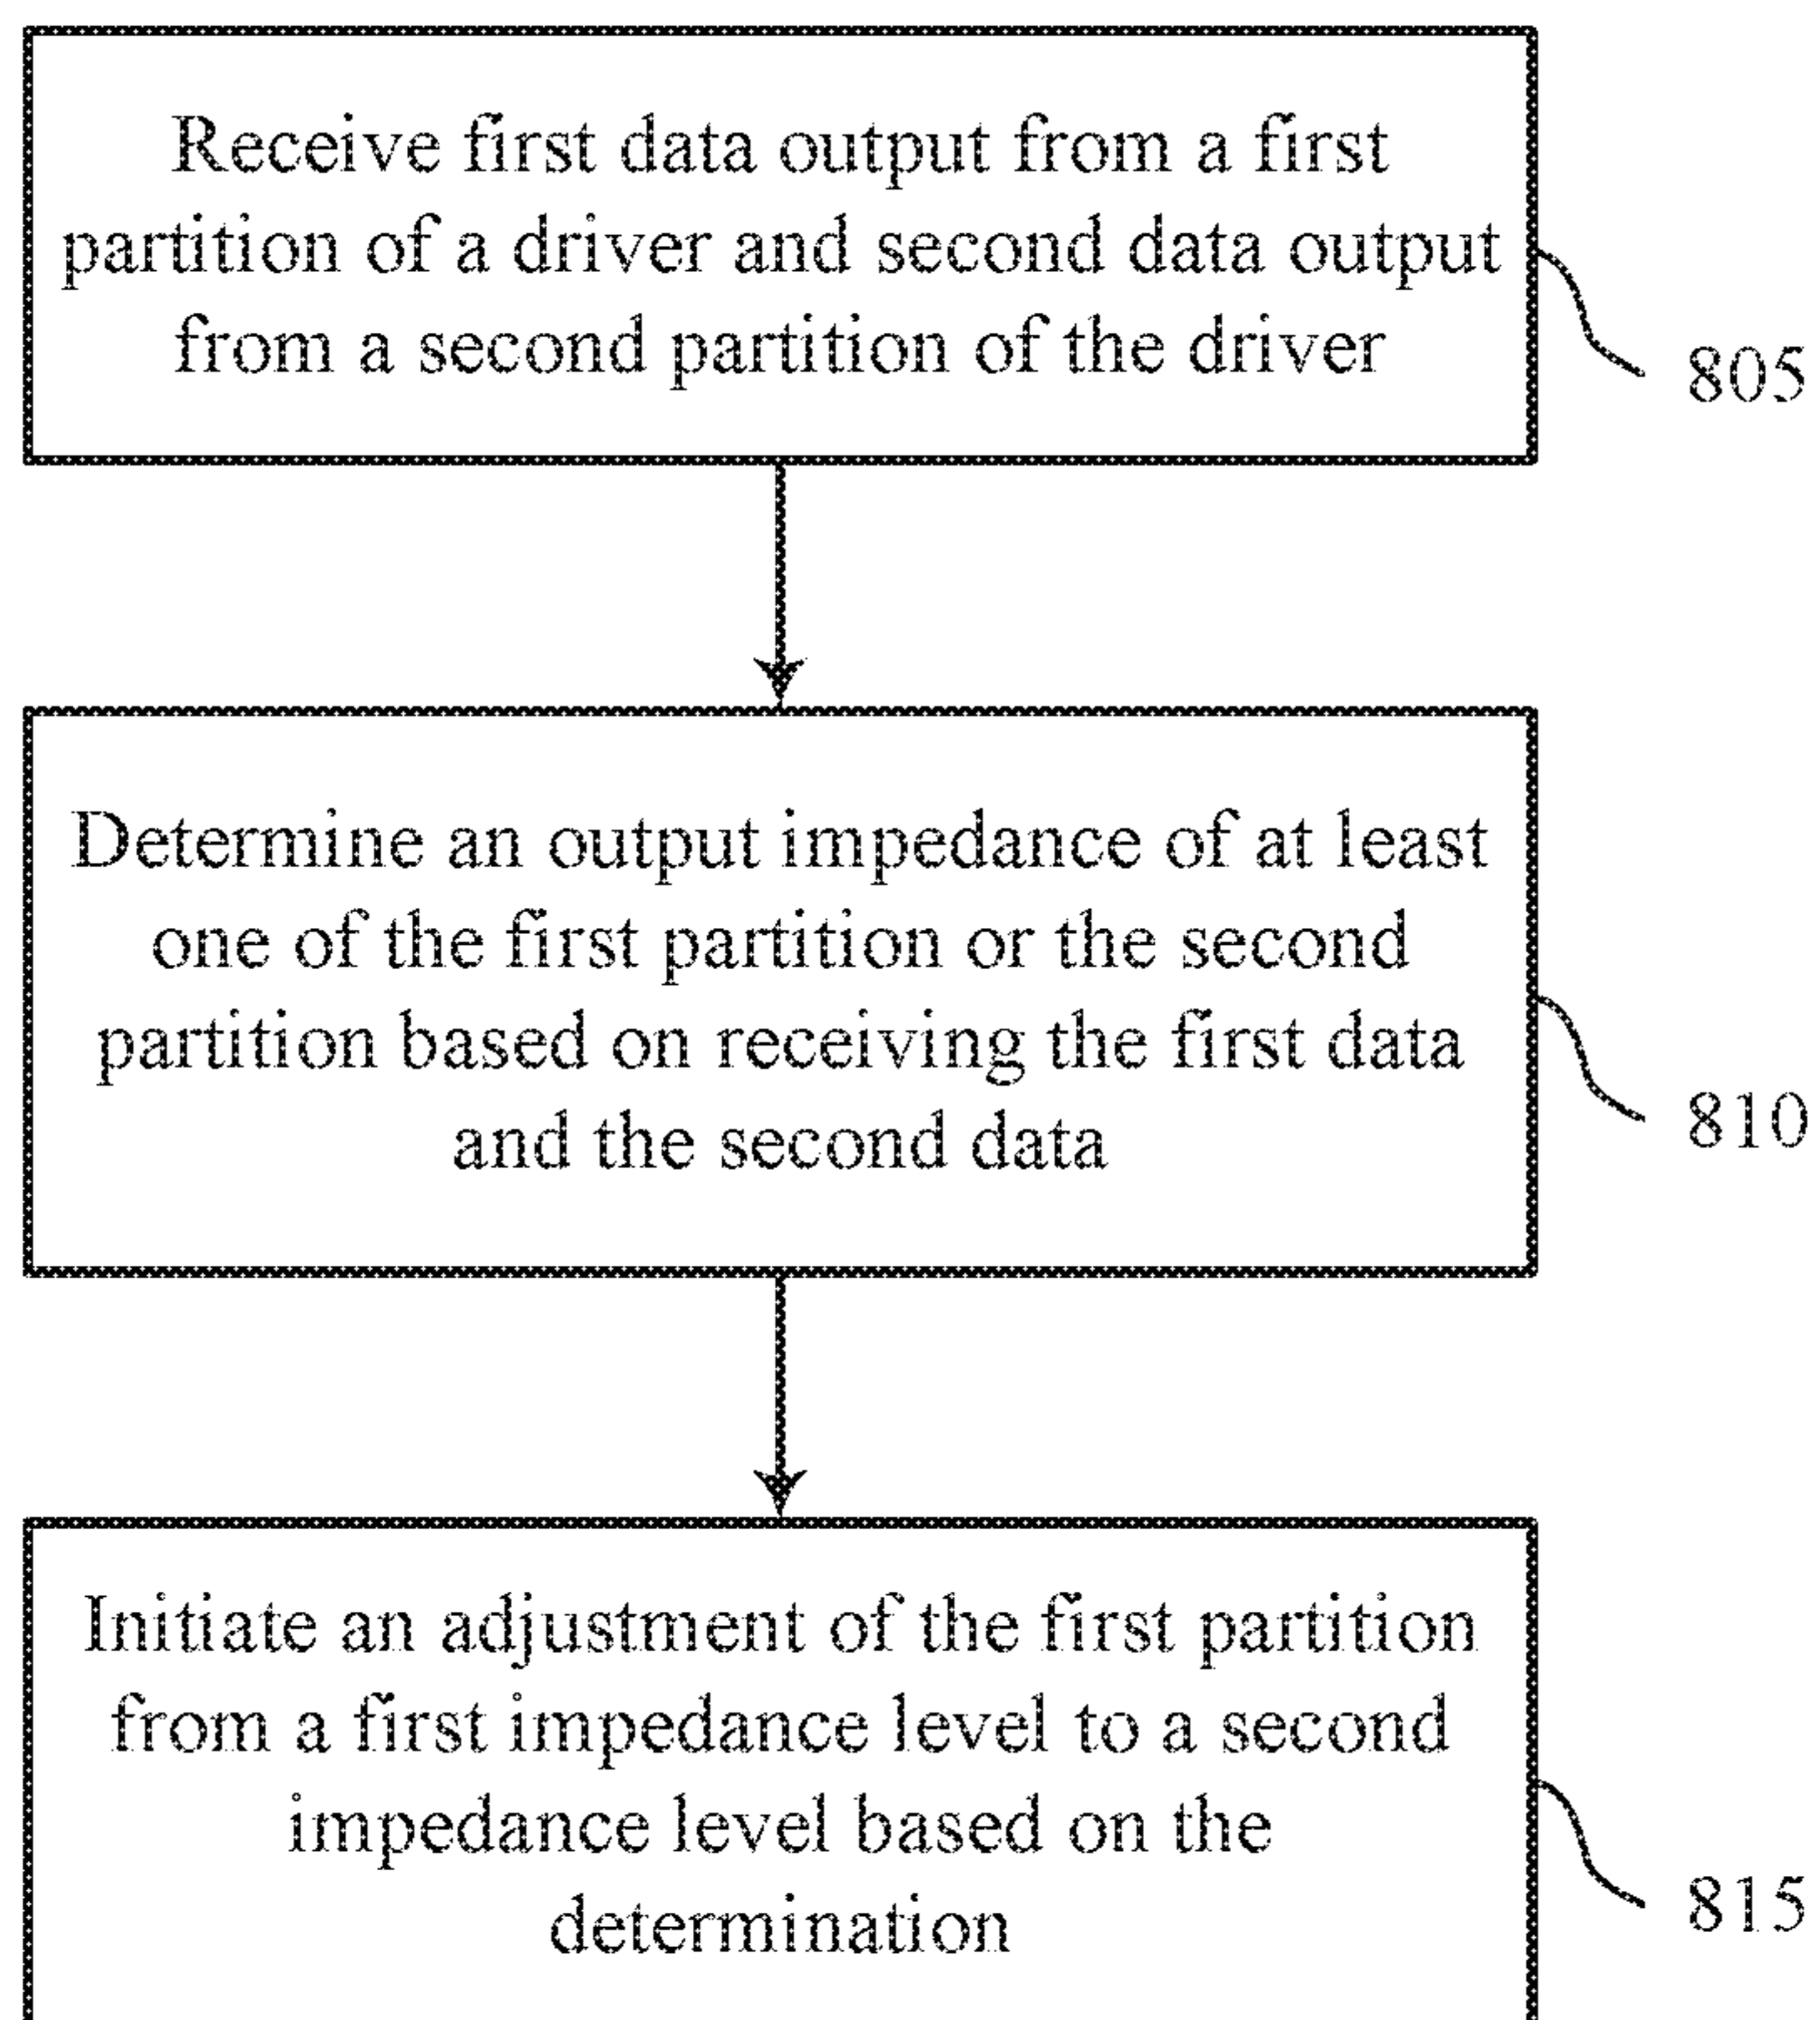 Receive first data output from a first
partition of a driver and second data output
from a second partition of the driver
805
Determine an output impedance of at least
one of the first partition or the second
partition based on receiving the first data
and the second data
810
Initiate an adjustment of the first partition
from a first impedance level to a second
impedance level based on the
determination
815